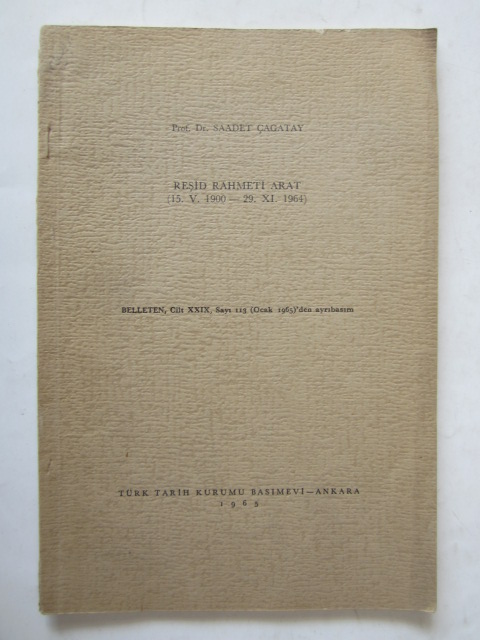 Prof. Dr. SAADET ÇAGATAY
REŞİD RAHMETİ ARAT
(15. V. 1900 — 29. XI. 1964)
BELLETEN, Cilt XXIX, Sayı 113 (Ocak 1965)'den ayrıbasım
TÜRK TARİH KURUMU BASIMEVİ—ANKARA
1965